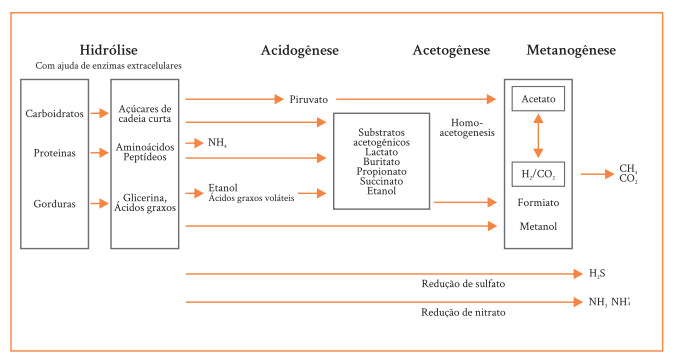 Hidrólise
Com ajuda de enzimas extracelulares
Acidogênese
Acetogênese
Metanogênese
Carboidratos
Proteinas
Gorduras
Açúcares de
cadeia curta
Aminoácidos
Peptídeos
Glicerina,
Ácidos graxos
Piruvato
NH₄
Etanol
Ácidos graxos voláteis
Substratos
acetogênicos
Lactato
Buritato
Propionato
Succinato
Etanol
Homo-
acetogenesis
Acetato
H₂/CO₂
Formiato
Metanol
CH₄
CO₂
Redução de sulfato
H₂S
Redução de nitrato
NH₃ NH₄⁺